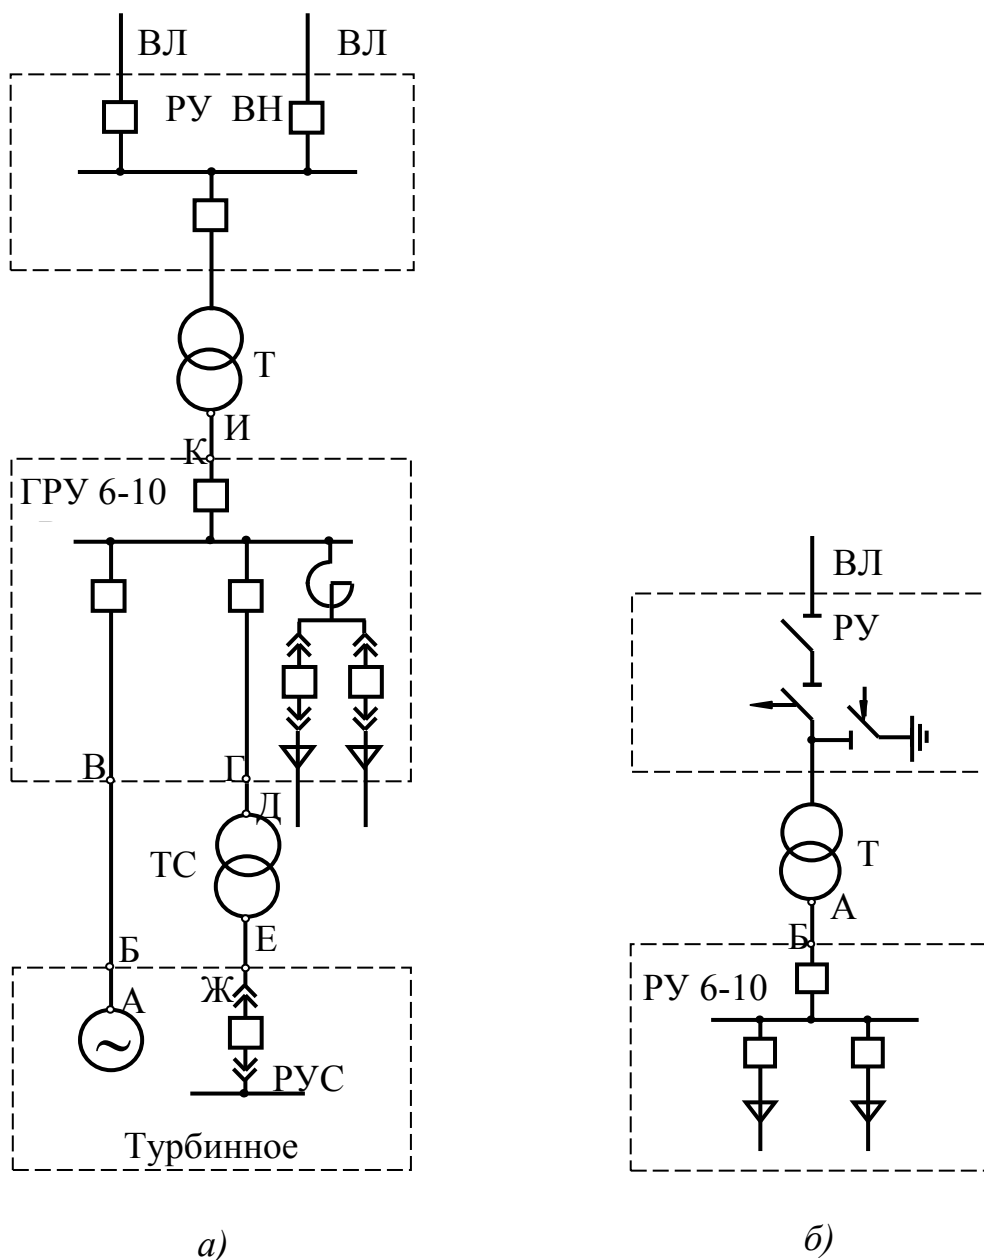 ВЛ
ВЛ
РУ ВН
Т
И
К
ГРУ 6-10
В
Г
Д
ТС
Б
Е
А
Ж
~
РУС
Турбинное
а)
ВЛ
РУ
Т
А
Б
РУ 6-10
б)